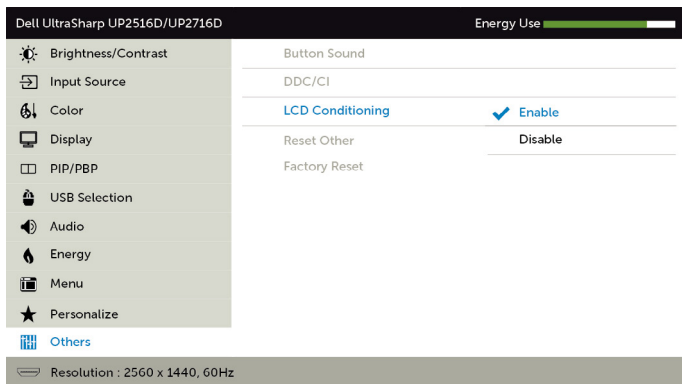 Dell UltraSharp UP2516D/UP2716D
Energy Use
Brightness/Contrast
Input Source
Color
Display
PIP/PBP
USB Selection
Audio
Energy
Menu
Personalize
Others
Button Sound
DDC/CI
LCD Conditioning
Reset Other
Factory Reset
Enable
Disable
Resolution : 2560 x 1440, 60Hz